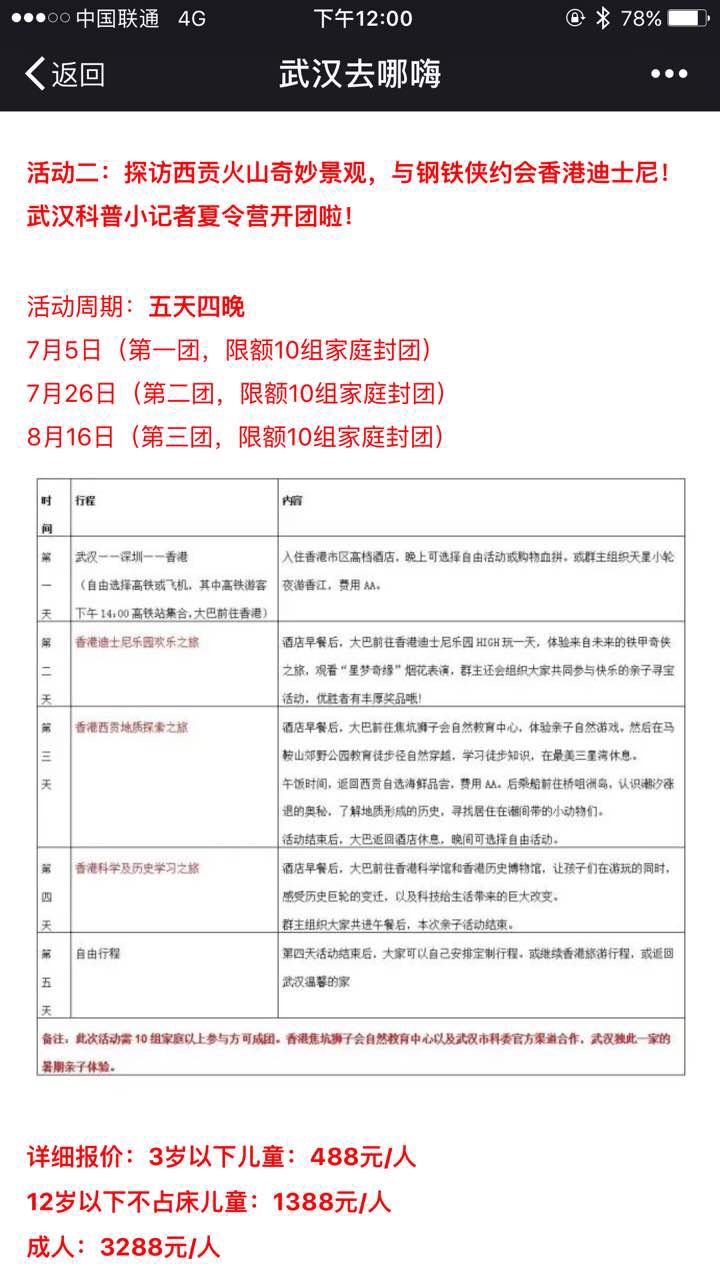 中国联通 4G 下午12:00 78%
返回 武汉去哪嗨
活动二：探访西贡火山奇妙景观，与钢铁侠约会香港迪士尼！
武汉科普小记者夏令营开团啦！
活动周期：五天四晚
7月5日（第一团，限额10组家庭封团）
7月26日（第二团，限额10组家庭封团）
8月16日（第三团，限额10组家庭封团）
时间 行程 内容
第一天
武汉——深圳——香港
（自由选择高铁或飞机，其中高铁游客
下午14:00高铁站集合，大巴前往香港）
入住香港市区高档酒店，晚上可选择自由活动或购物血拼。或群主组织天星小轮
夜游香江，费用AA。
第二天
香港迪士尼乐园欢乐之旅
酒店早餐后，大巴前往香港迪士尼乐园HIGH玩一天，体验来自未来的铁甲奇侠
之旅，观看“星梦奇缘”烟花表演，群主还会组织大家共同参与快乐的亲子寻宝
活动，优胜者有丰厚奖品哦！
第三天
香港西贡地质探索之旅
酒店早餐后，大巴前往焦坑狮子会自然教育中心，体验亲子自然游戏。然后在马
鞍山郊野公园教育徒步径自然穿越，学习徒步知识，在最美三星湾休息。
午饭时间，返回西贡自选海鲜品尝，费用AA。后乘船前往桥咀洲岛，认识潮汐涨
退的奥秘，了解地质形成的历史，寻找居住在潮间带的小动物们。
活动结束后，大巴返回酒店休息，晚间可选择自由活动。
第四天
香港科学及历史学习之旅
酒店早餐后，大巴前往香港科学馆和香港历史博物馆，让孩子们在游玩的同时，
感受历史巨轮的变迁，以及科技给生活带来的巨大改变。
群主组织大家共进午餐后，本次亲子活动结束。
第五天
自由行程
第四天活动结束后，大家可以自己安排定制行程。或继续香港旅游行程，或返回
武汉温馨的家
备注：此次活动需10组家庭以上参与方可成团。香港焦坑狮子会自然教育中心以及武汉市科委官方渠道合作，武汉独此一家的
暑期亲子体验。
详细报价：3岁以下儿童：488元/人
12岁以下不占床儿童：1388元/人
成人：3288元/人